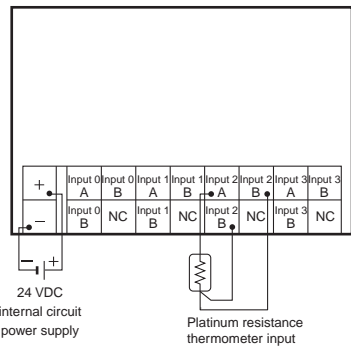 + Input 0 A Input 0 B Input 1 A Input 1 B Input 2 A Input 2 B Input 3 A Input 3 B
− Input 0 B NC Input 1 B NC Input 2 B NC Input 3 B NC
− +
24 VDC
internal circuit
power supply
Platinum resistance
thermometer input